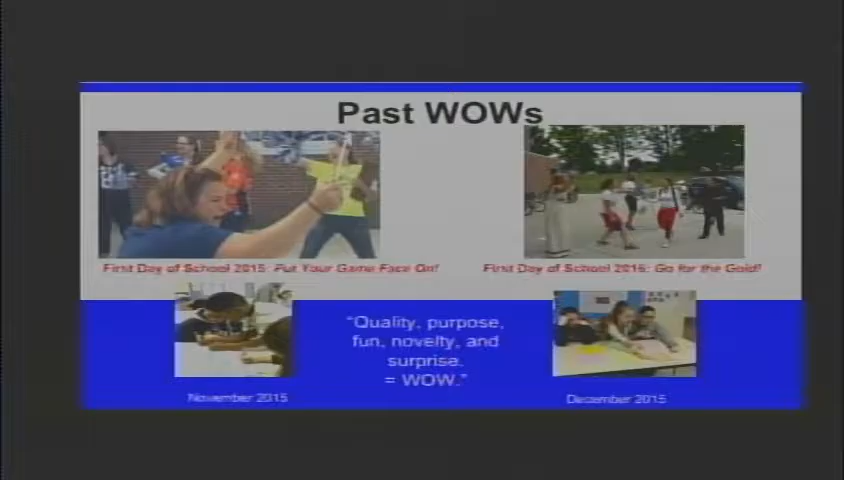 Past WOWs
First Day of School 2015: Put Your Game Face On!
First Day of School 2016: Go for the Gold!
"Quality, purpose,
fun, novelty, and
surprise.
= WOW."
November 2015
December 2015